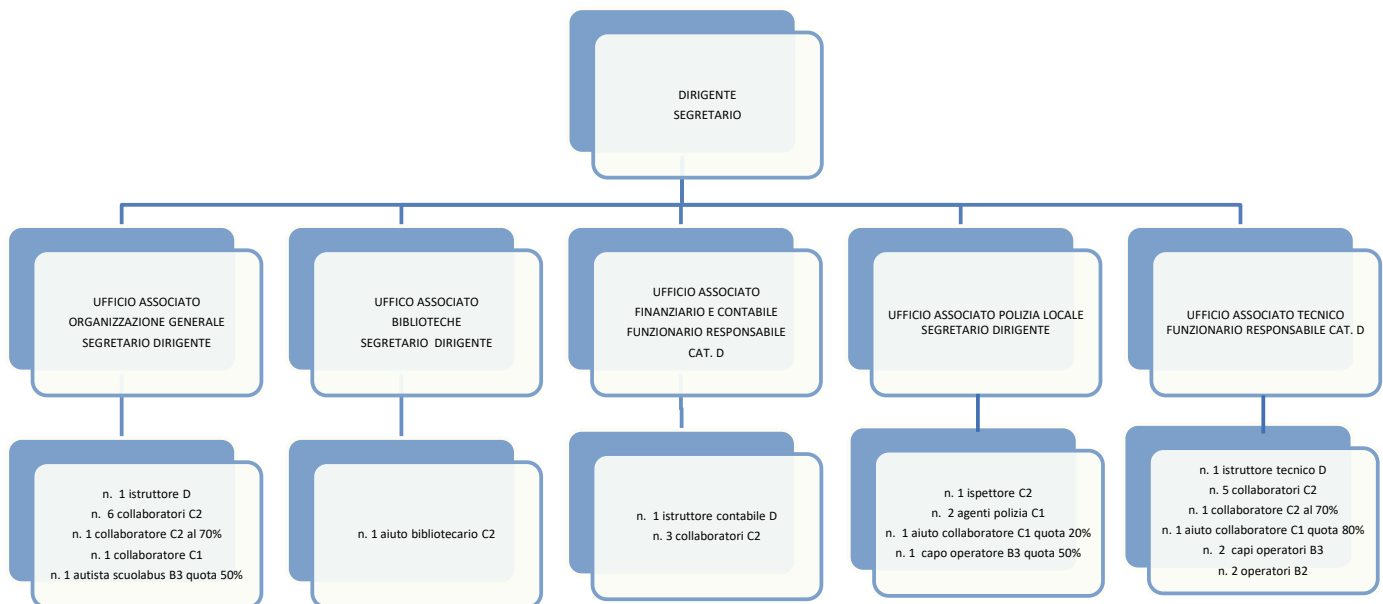 DIRIGENTE
SEGRETARIO
UFFICIO ASSOCIATO
ORGANIZZAZIONE GENERALE
SEGRETARIO DIRIGENTE
UFFICO ASSOCIATO
BIBLIOTECHE
SEGRETARIO DIRIGENTE
UFFICIO ASSOCIATO
FINANZIARIO E CONTABILE
FUNZIONARIO RESPONSABILE
CAT. D
UFFICIO ASSOCIATO POLIZIA LOCALE
SEGRETARIO DIRIGENTE
UFFICIO ASSOCIATO TECNICO
FUNZIONARIO RESPONSABILE CAT. D
n. 1 istruttore D
n. 6 collaboratori C2
n. 1 collaboratore C2 al 70%
n. 1 collaboratore C1
n. 1 autista scuolabus B3 quota 50%
n. 1 aiuto bibliotecario C2
n. 1 istruttore contabile D
n. 3 collaboratori C2
n. 1 ispettore C2
n. 2 agenti polizia C1
n. 1 aiuto collaboratore C1 quota 20%
n. 1 capo operatore B3 quota 50%
n. 1 istruttore tecnico D
n. 5 collaboratori C2
n. 1 collaboratore C2 al 70%
n. 1 aiuto collaboratore C1 quota 80%
n. 2 capi operatori B3
n. 2 operatori B2